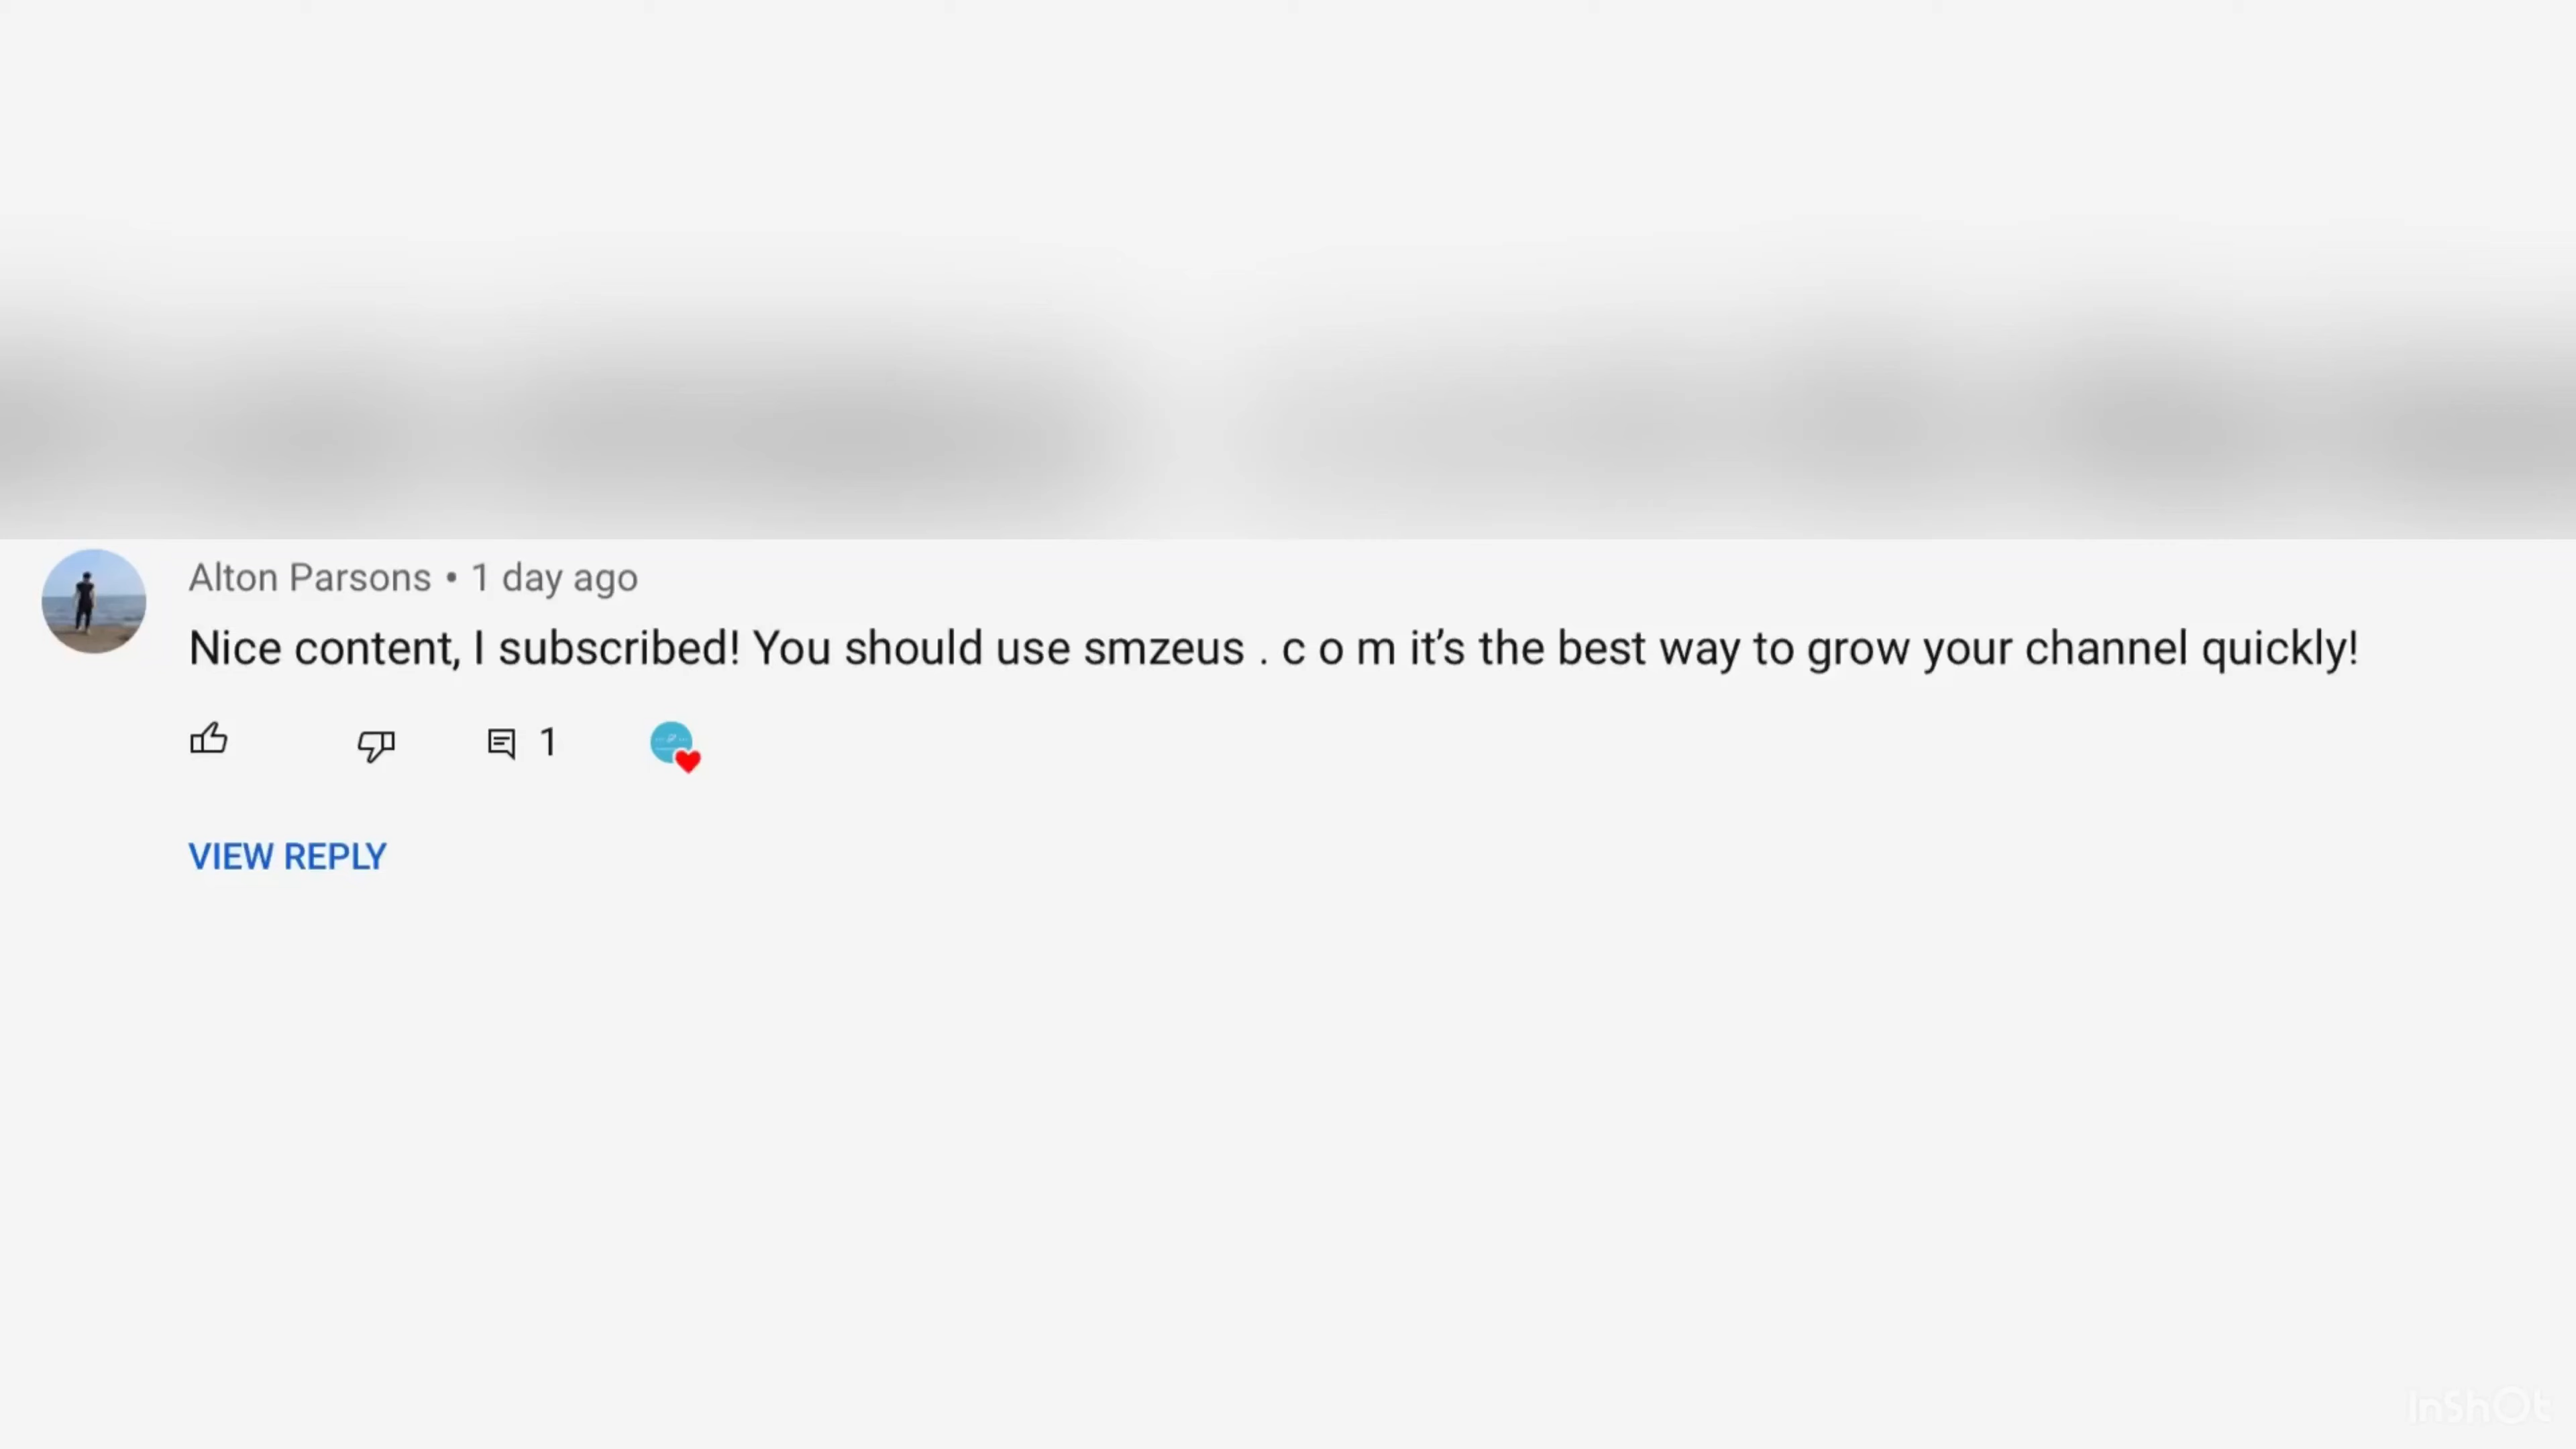 Alton Parsons • 1 day ago
Nice content, I subscribed! You should use smzeus . c o m it’s the best way to grow your channel quickly!
1
VIEW REPLY
InShOt